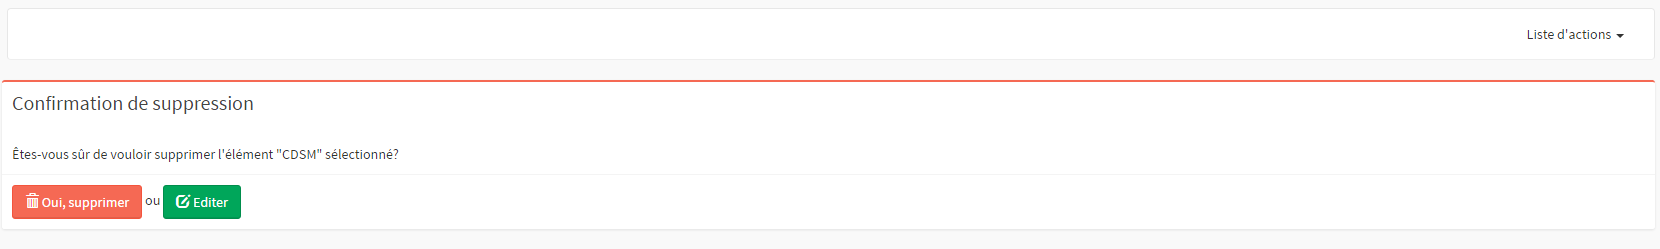 Liste d'actions
Confirmation de suppression
Êtes-vous sûr de vouloir supprimer l'élément "CDSM" sélectionné?
Oui, supprimer ou Editer